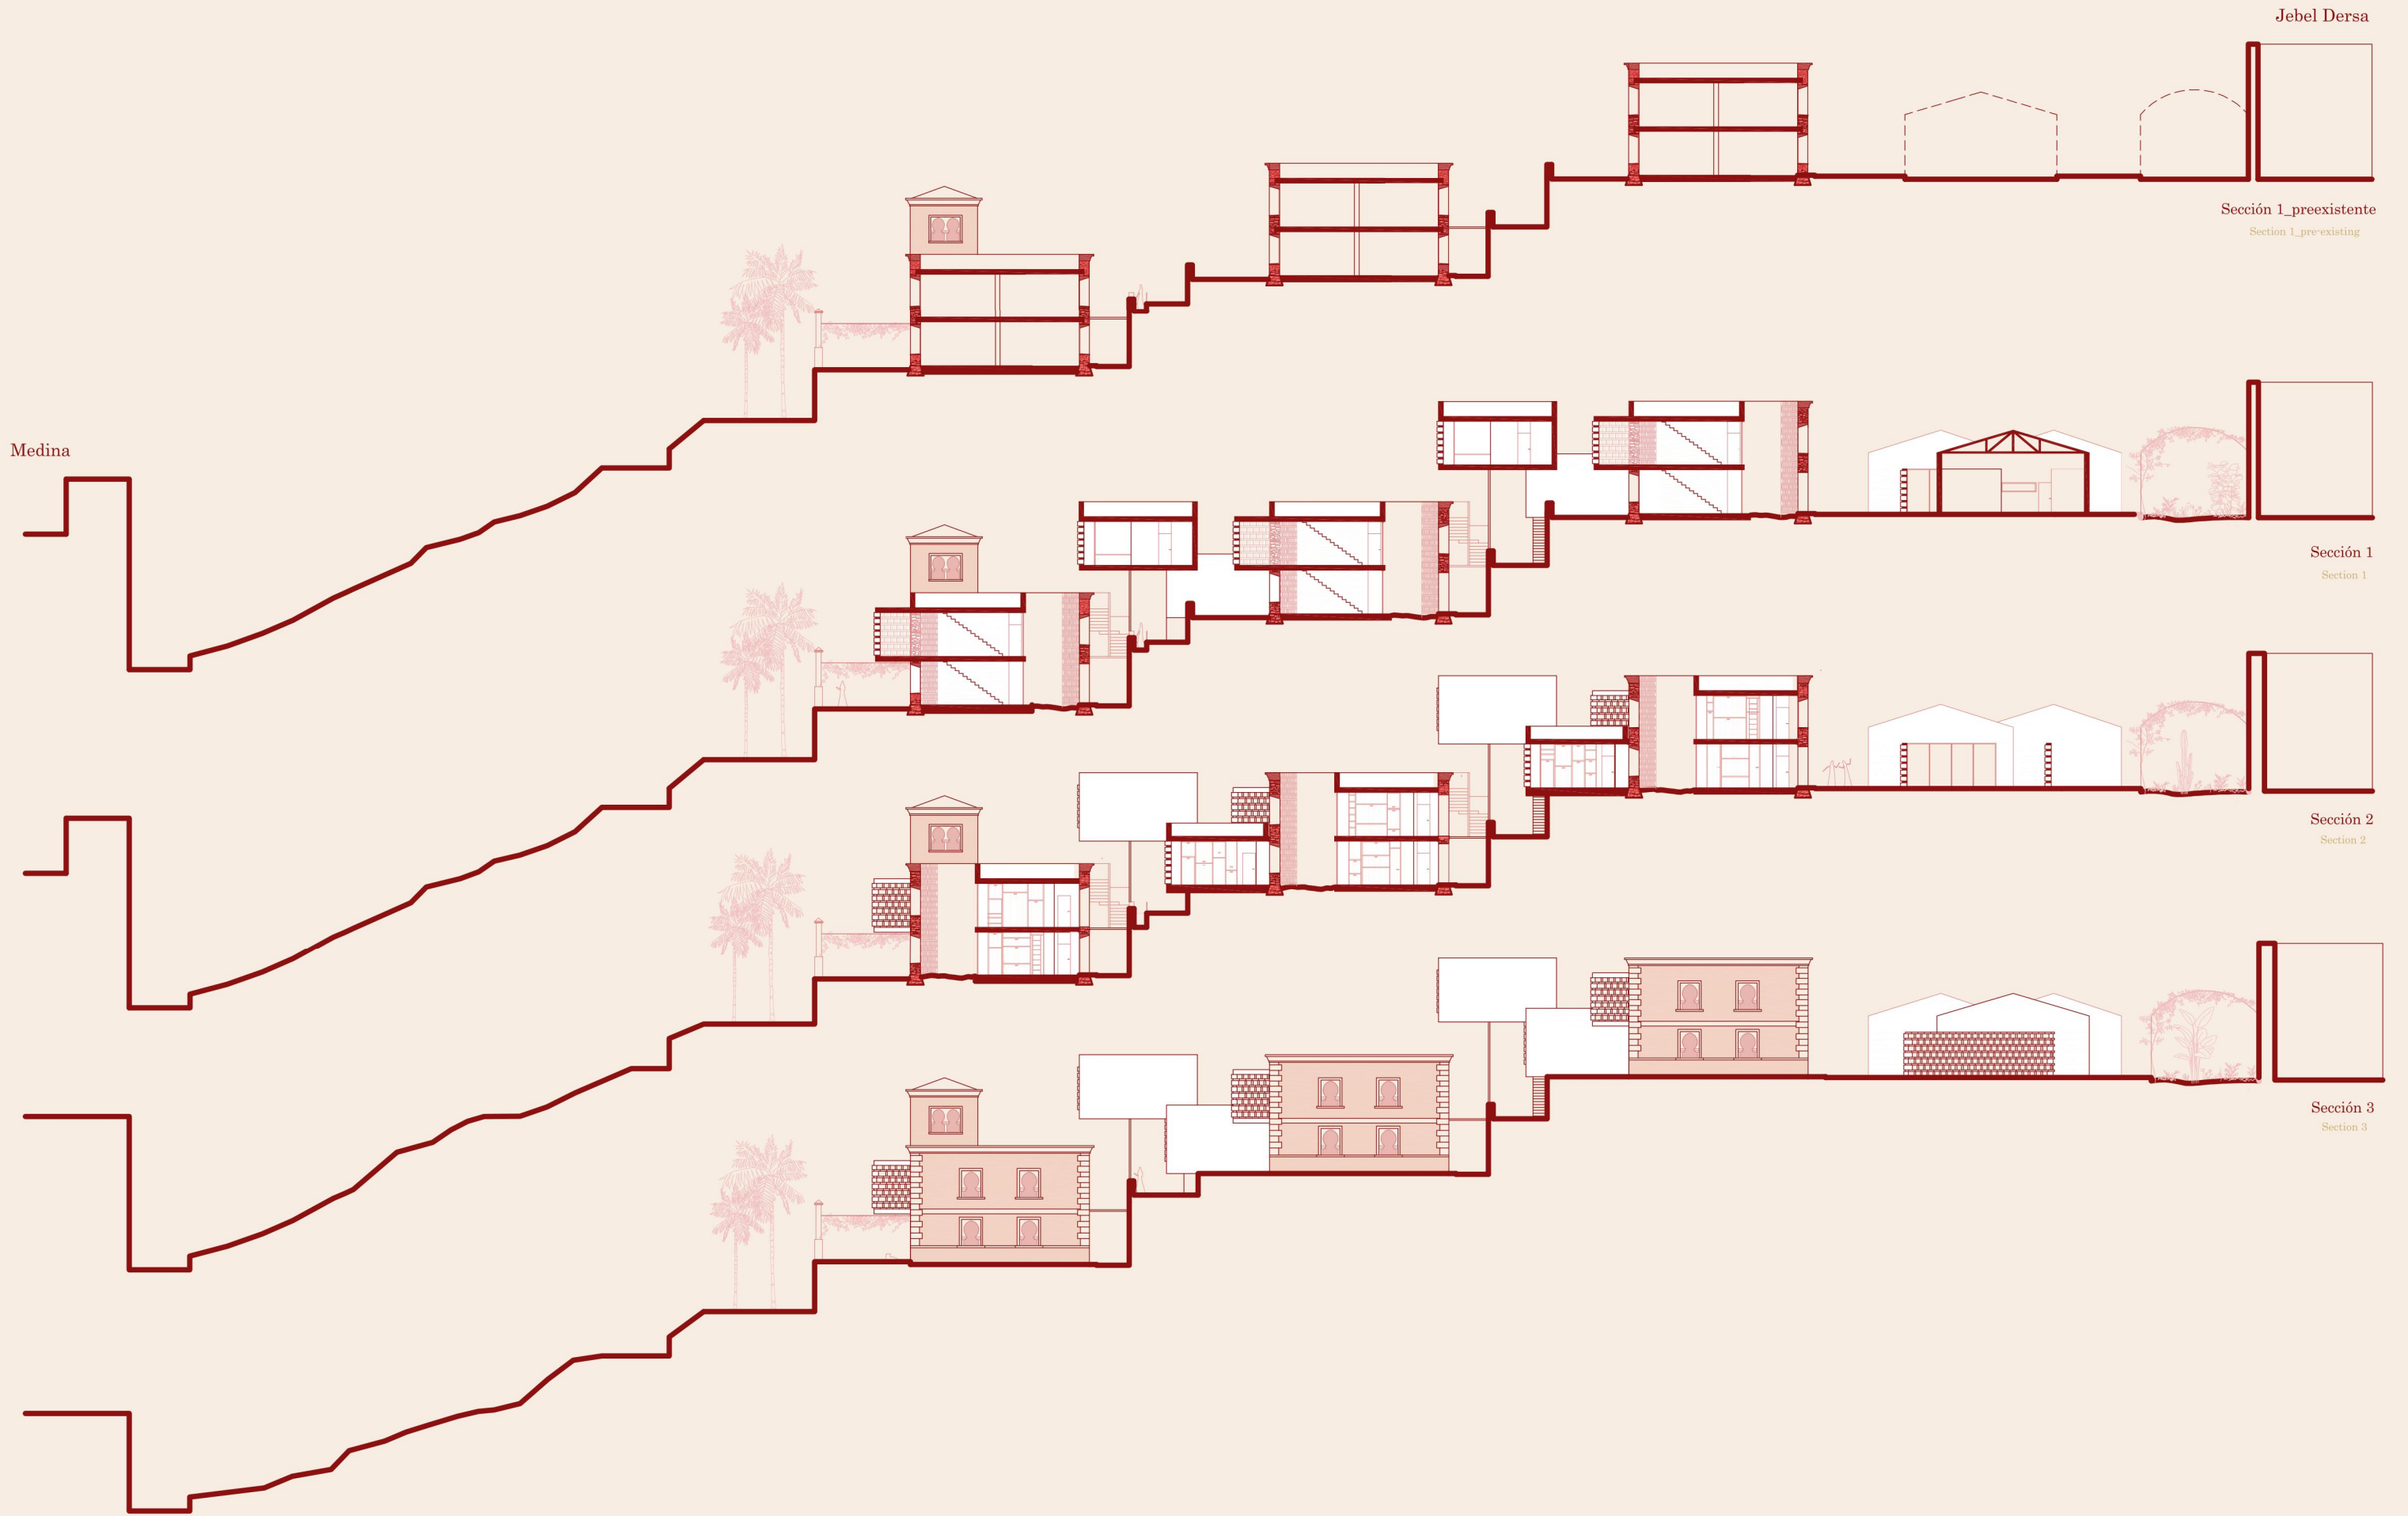 Jebel Dersa
Sección 1_preexistente
Section 1_pre-existing
Medina
Sección 1
Section 1
Sección 2
Section 2
Sección 3
Section 3